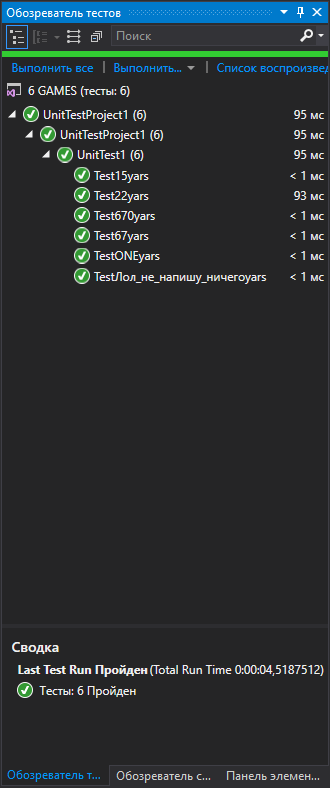 Обозреватель тестов
Поиск
Выполнить все | Выполнить... | Список воспроизвед
6 GAMES (тесты: 6)
UnitTestProject1 (6) 95 мс
UnitTestProject1 (6) 95 мс
UnitTest1 (6) 95 мс
Test15yars < 1 мс
Test22yars 93 мс
Test670yars < 1 мс
Test67yars < 1 мс
TestONEyars < 1 мс
TestЛол_не_напишу_ничегоyars < 1 мс
Сводка
Last Test Run Пройден (Total Run Time 0:00:04,5187512)
Тесты: 6 Пройден
Обозреватель т... Обозреватель с... Панель элемен...